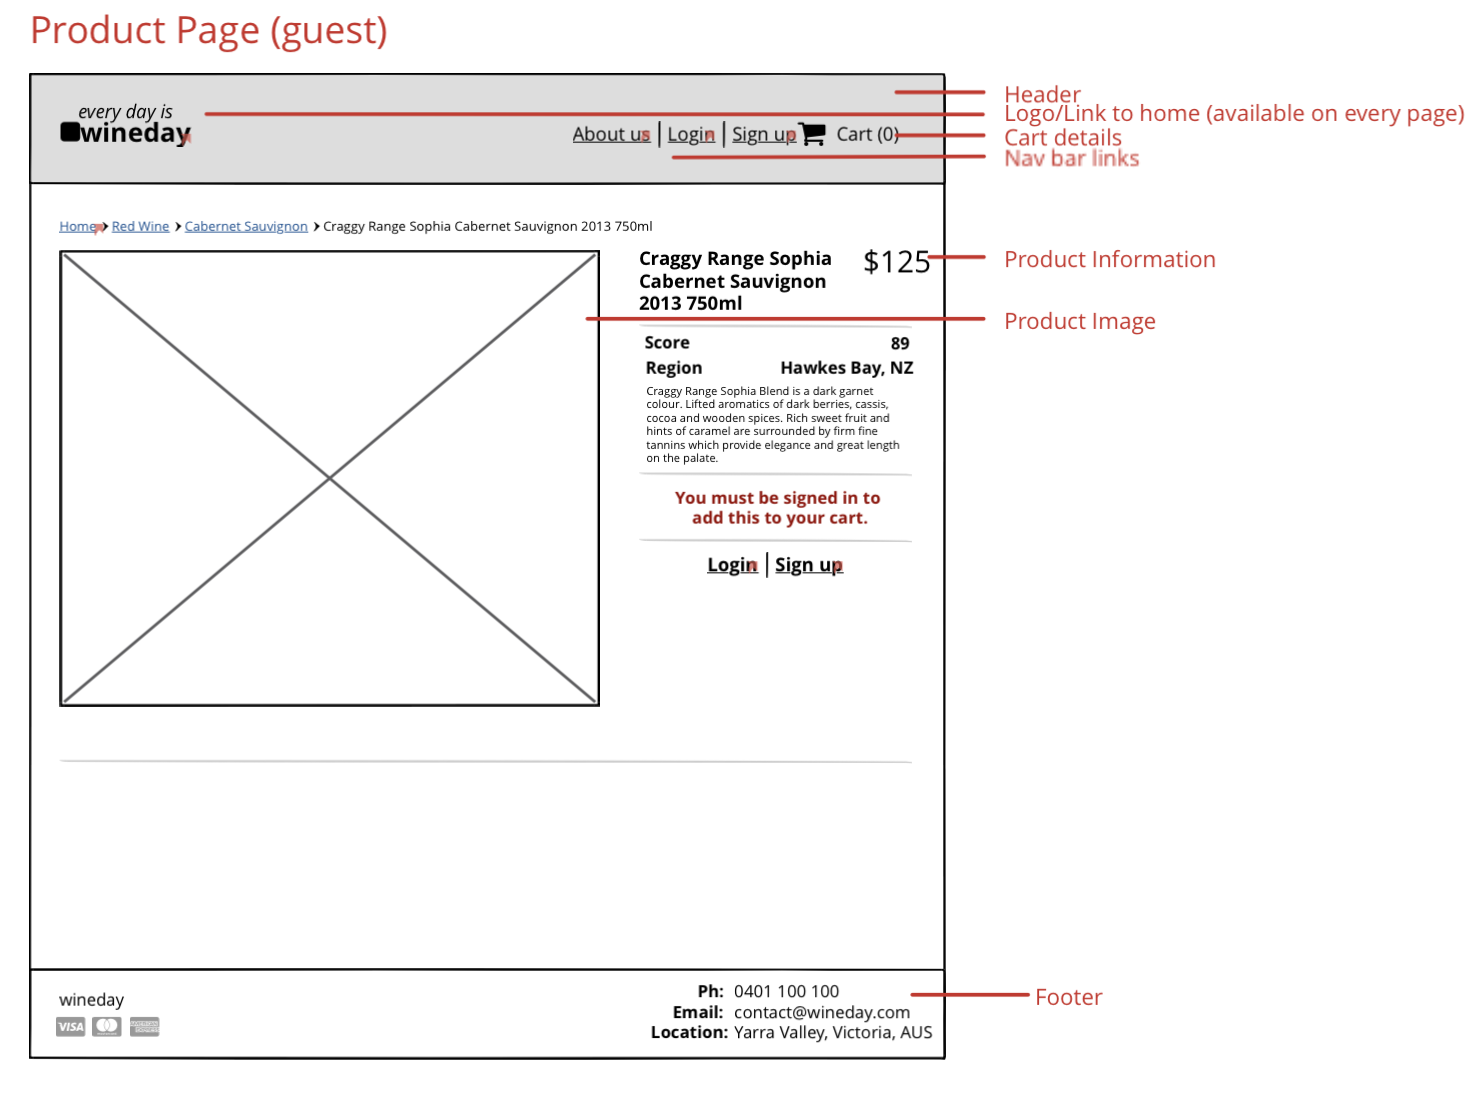 Product Page (guest)
every day is
wineday
About us | Login | Sign up Cart (0)
Header
Logo/Link to home (available on every page)
Cart details
Nav bar links
Home > Red Wine > Cabernet Sauvignon > Craggy Range Sophia Cabernet Sauvignon 2013 750ml
Craggy Range Sophia
Cabernet Sauvignon
2013 750ml
$125
Product Information
Product Image
Score 89
Region Hawkes Bay, NZ
Craggy Range Sophia Blend is a dark garnet
colour. Lifted aromatics of dark berries, cassis,
cocoa and wooden spices. Rich sweet fruit and
hints of caramel are surrounded by firm fine
tannins which provide elegance and great length
on the palate.
You must be signed in to
add this to your cart.
Login | Sign up
wineday
VISA
AMERICAN EXPRESS
Ph: 0401 100 100
Email: contact@wineday.com
Location: Yarra Valley, Victoria, AUS
Footer